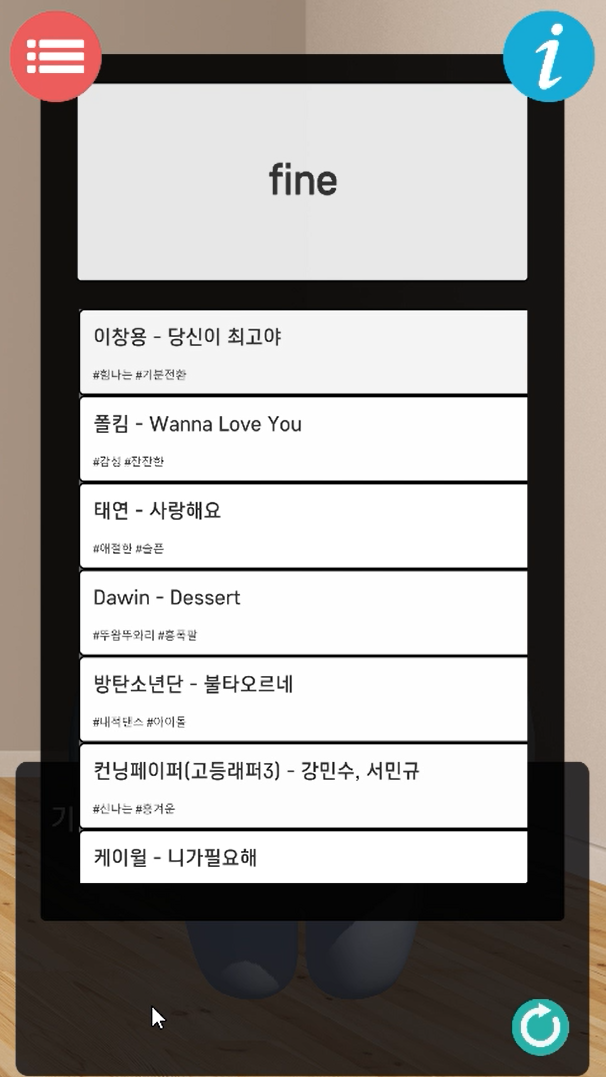 fine
이창용 - 당신이 최고야
#힘나는 #기분전환
폴킴 - Wanna Love You
#감성 #잔잔한
태연 - 사랑해요
#애절한 #슬픈
Dawin - Dessert
#뚜왑뚜와리 #흥폭발
방탄소년단 - 불타오르네
#내적댄스 #아이돌
컨닝페이퍼(고등래퍼3) - 강민수, 서민규
#신나는 #흥겨운
기
케이윌 - 니가필요해